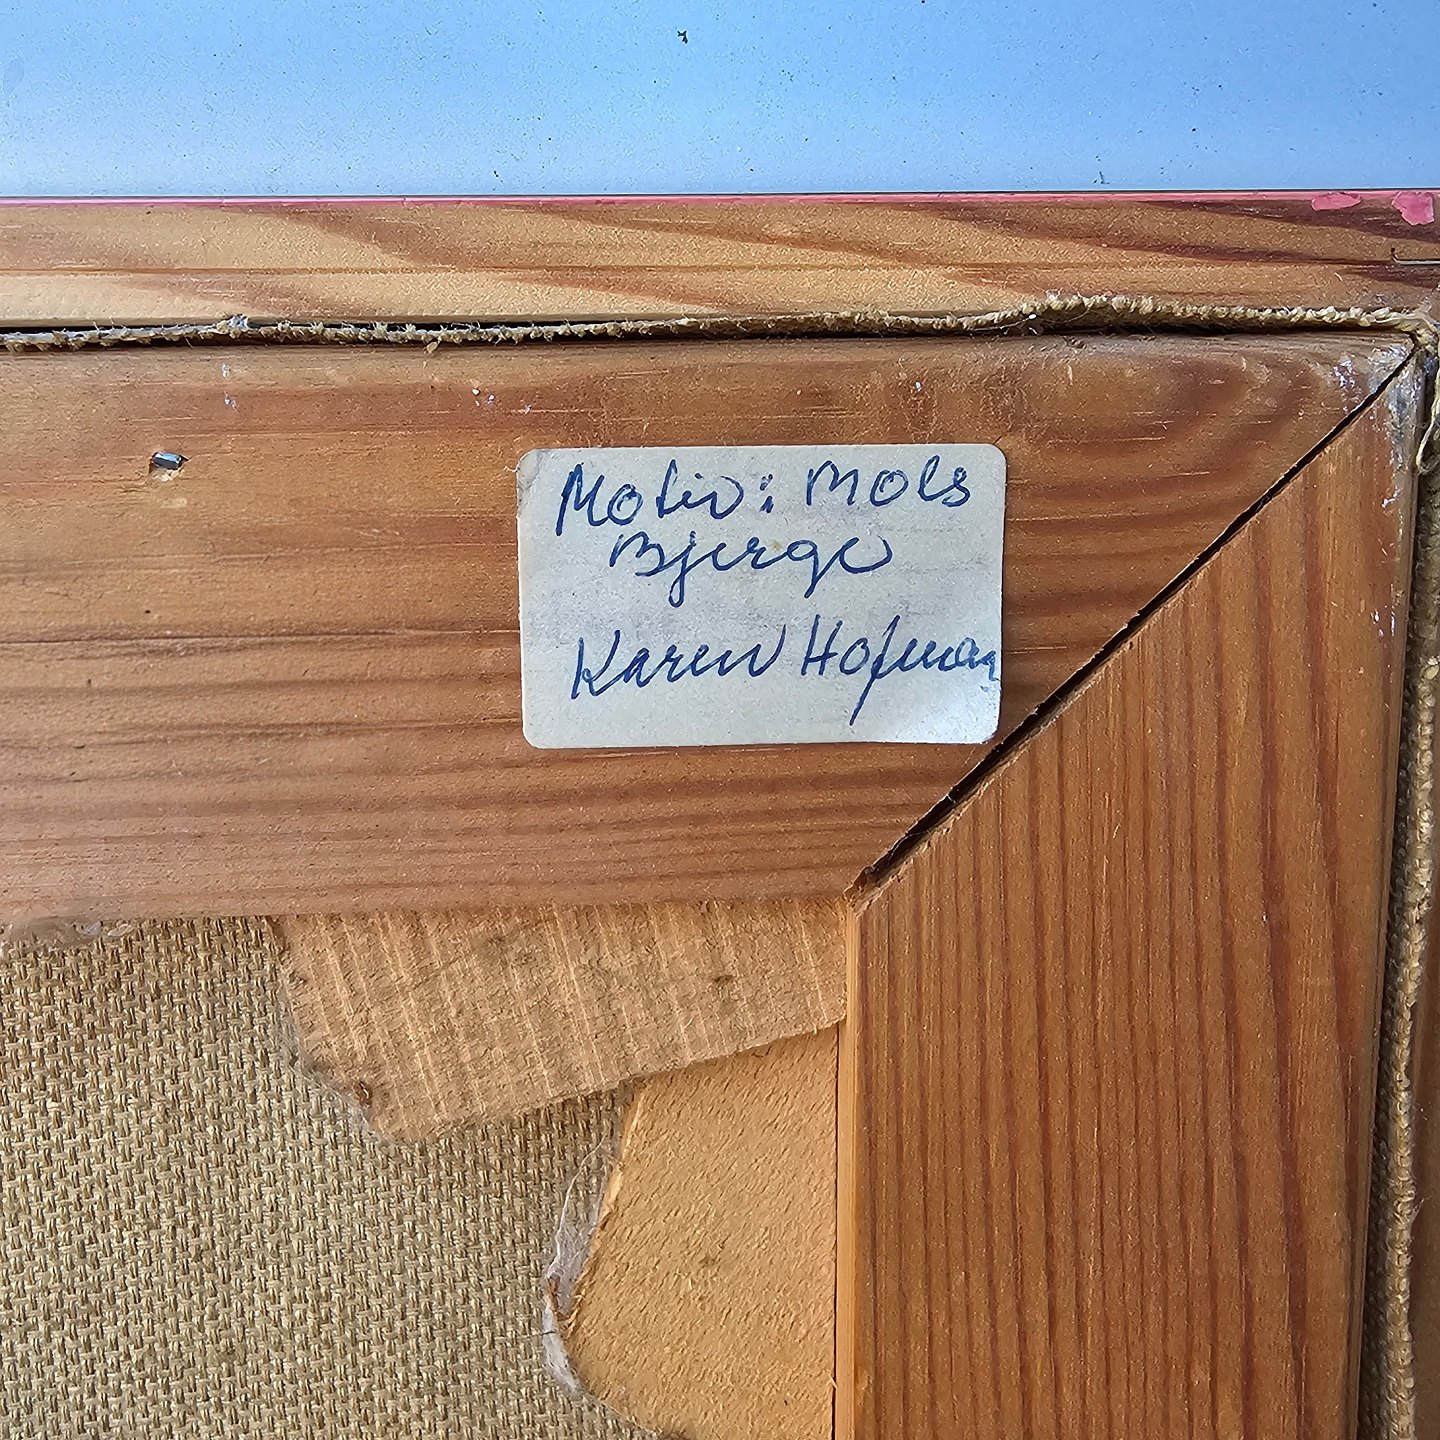 Motiv: Mols
Bjerge
Karen Hofman